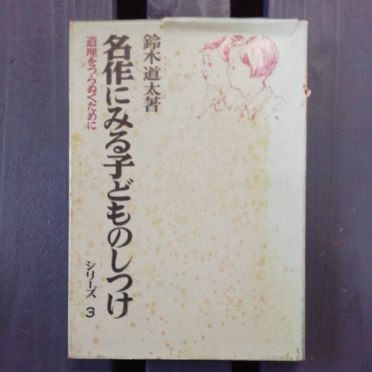 鈴木道太著
名作にみる子どものしつけ
道理をつらぬくために
シリーズ 3